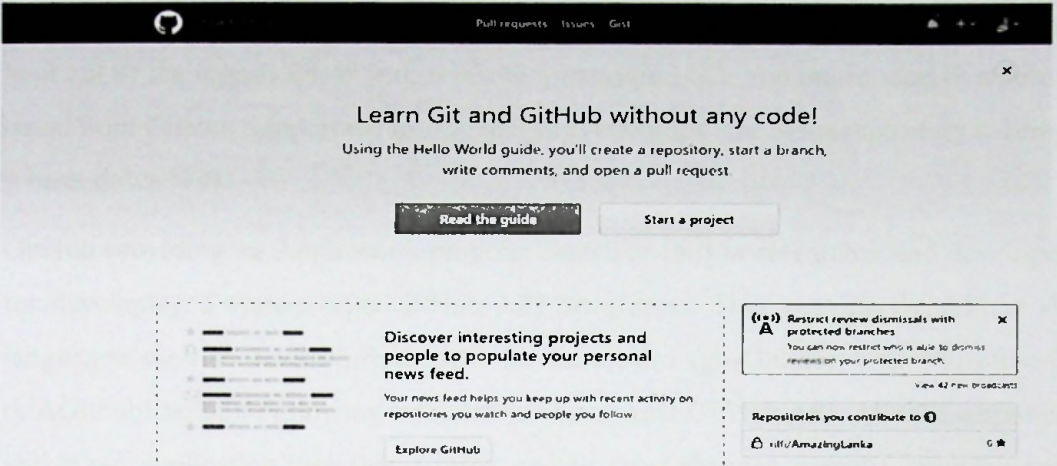 Pull requests Issues Gist
Learn Git and GitHub without any code!
Using the Hello World guide, you'll create a repository, start a branch,
write comments, and open a pull request.
Read the guide
Start a project
Discover interesting projects and
people to populate your personal
news feed.
Your news feed helps you keep up with recent activity on
repositories you watch and people you follow
Explore GitHub
Restrict review dismissals with
protected branches
You can now restrict who is able to dismiss
reviews on your protected branch.
View 42 new broadcasts
Repositories you contribute to
/AmazingLanka